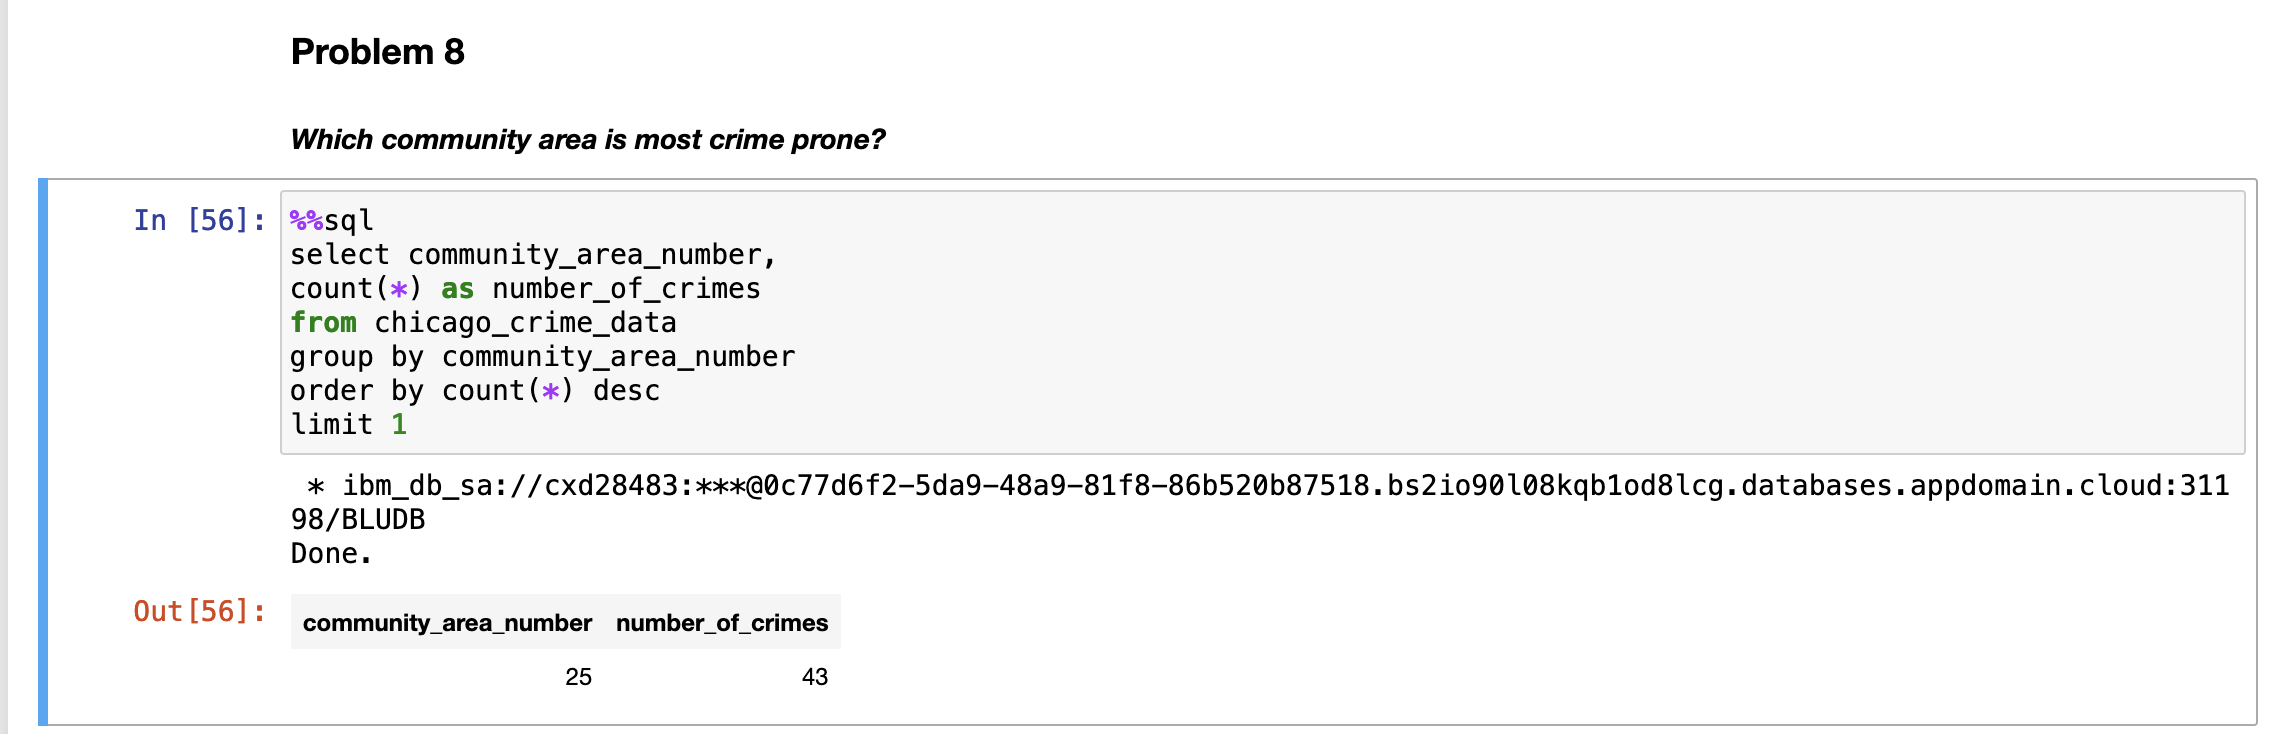 Problem 8
Which community area is most crime prone?
In [56]:
%%sql
select community_area_number,
count(*) as number_of_crimes
from chicago_crime_data
group by community_area_number
order by count(*) desc
limit 1
* ibm_db_sa://cxd28483:***@0c77d6f2-5da9-48a9-81f8-86b520b87518.bs2io90l08kqb1od8lcg.databases.appdomain.cloud:311
98/BLUDB
Done.
Out[56]:
community_area_number number_of_crimes
25 43